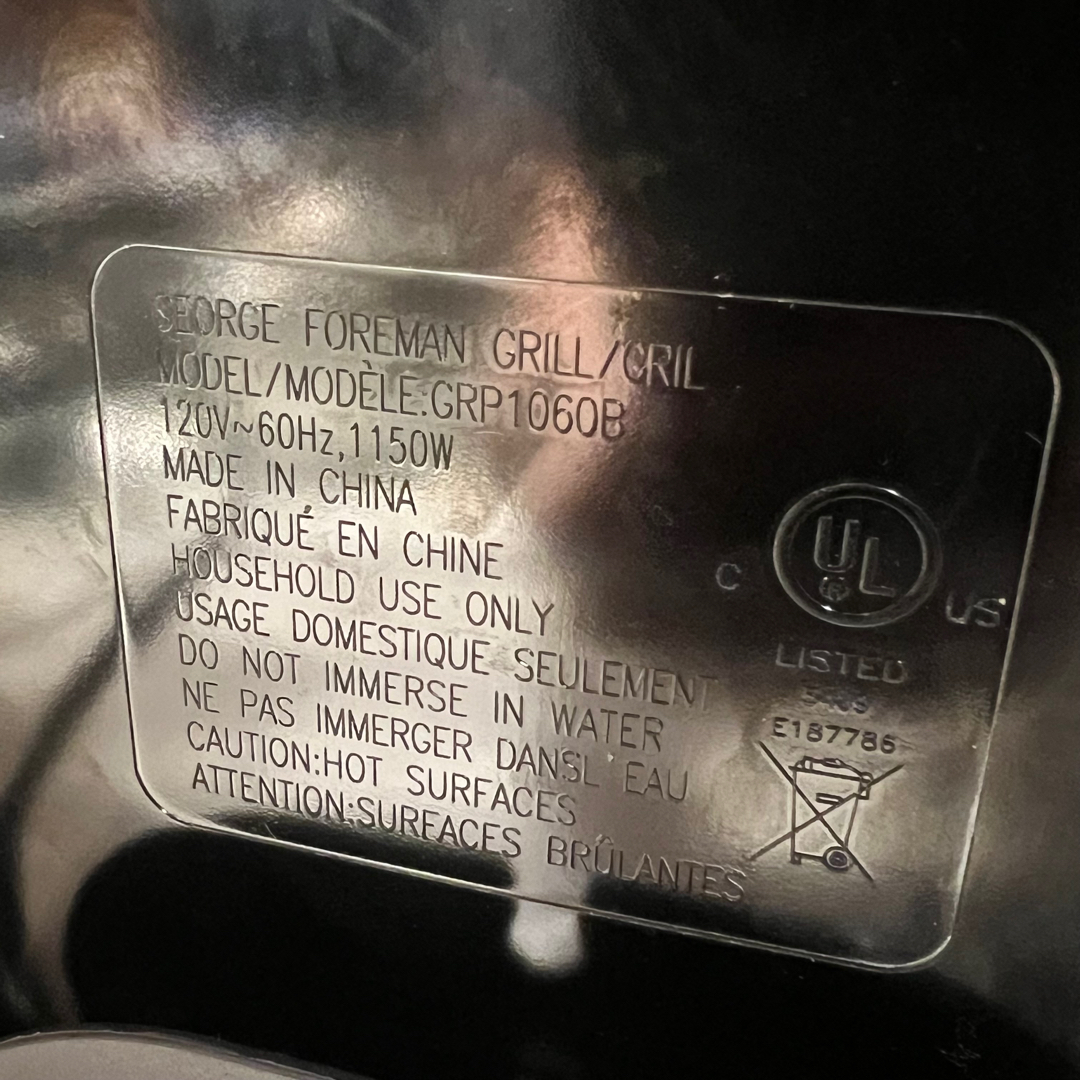 GEORGE FOREMAN GRILL/GRIL
MODEL/MODÈLE:GRP1060B
120V~60Hz,1150W
MADE IN CHINA
FABRIQUÉ EN CHINE
HOUSEHOLD USE ONLY
USAGE DOMESTIQUE SEULEMENT
DO NOT IMMERSE IN WATER
NE PAS IMMERGER DANSL'EAU
CAUTION:HOT SURFACES
ATTENTION:SURFACES BRÛLANTES
C UL® US
LISTED
E187786